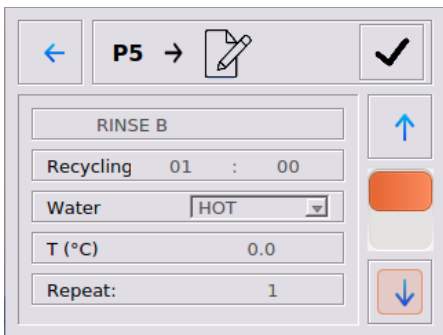 P5
RINSE B
Recycling 01 : 00
Water HOT
T (°C) 0.0
Repeat: 1